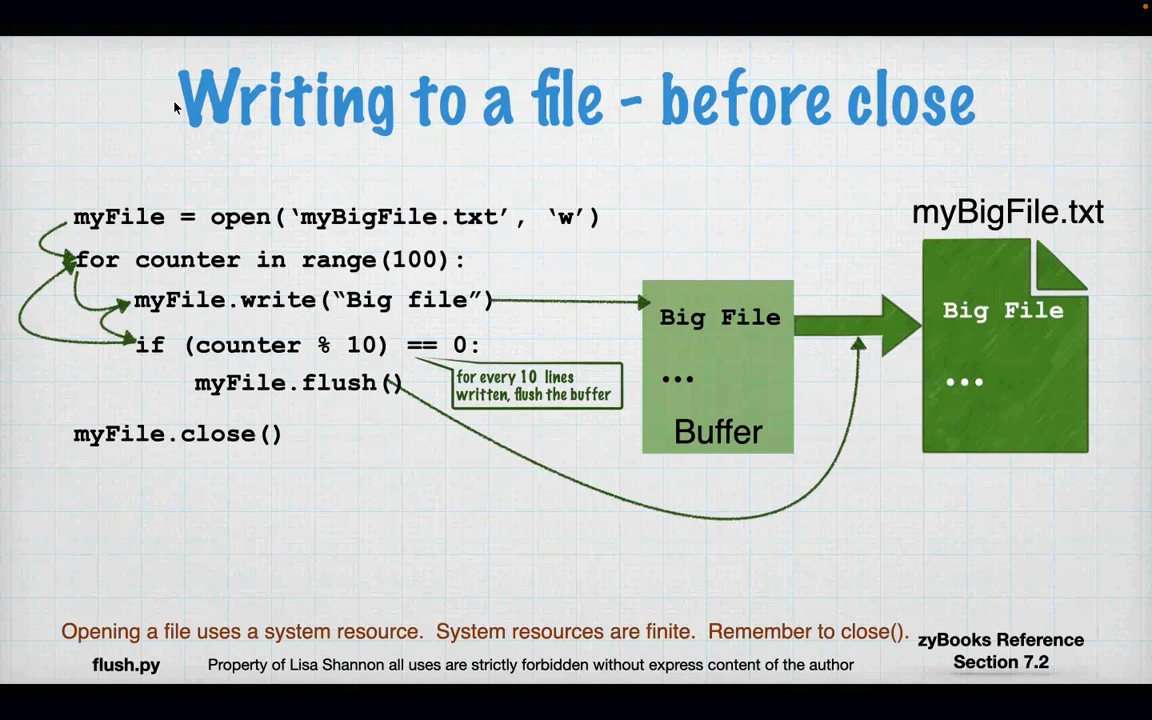 Writing to a file - before close
myFile = open(‘myBigFile.txt’, ‘w’)
for counter in range(100):
myFile.write(“Big file”)
if (counter % 10) == 0:
myFile.flush()
myFile.close()
for every 10 lines
written, flush the buffer
Big File
...
Buffer
myBigFile.txt
Big File
...
Opening a file uses a system resource. System resources are finite. Remember to close().
zyBooks Reference
Section 7.2
flush.py
Property of Lisa Shannon all uses are strictly forbidden without express content of the author